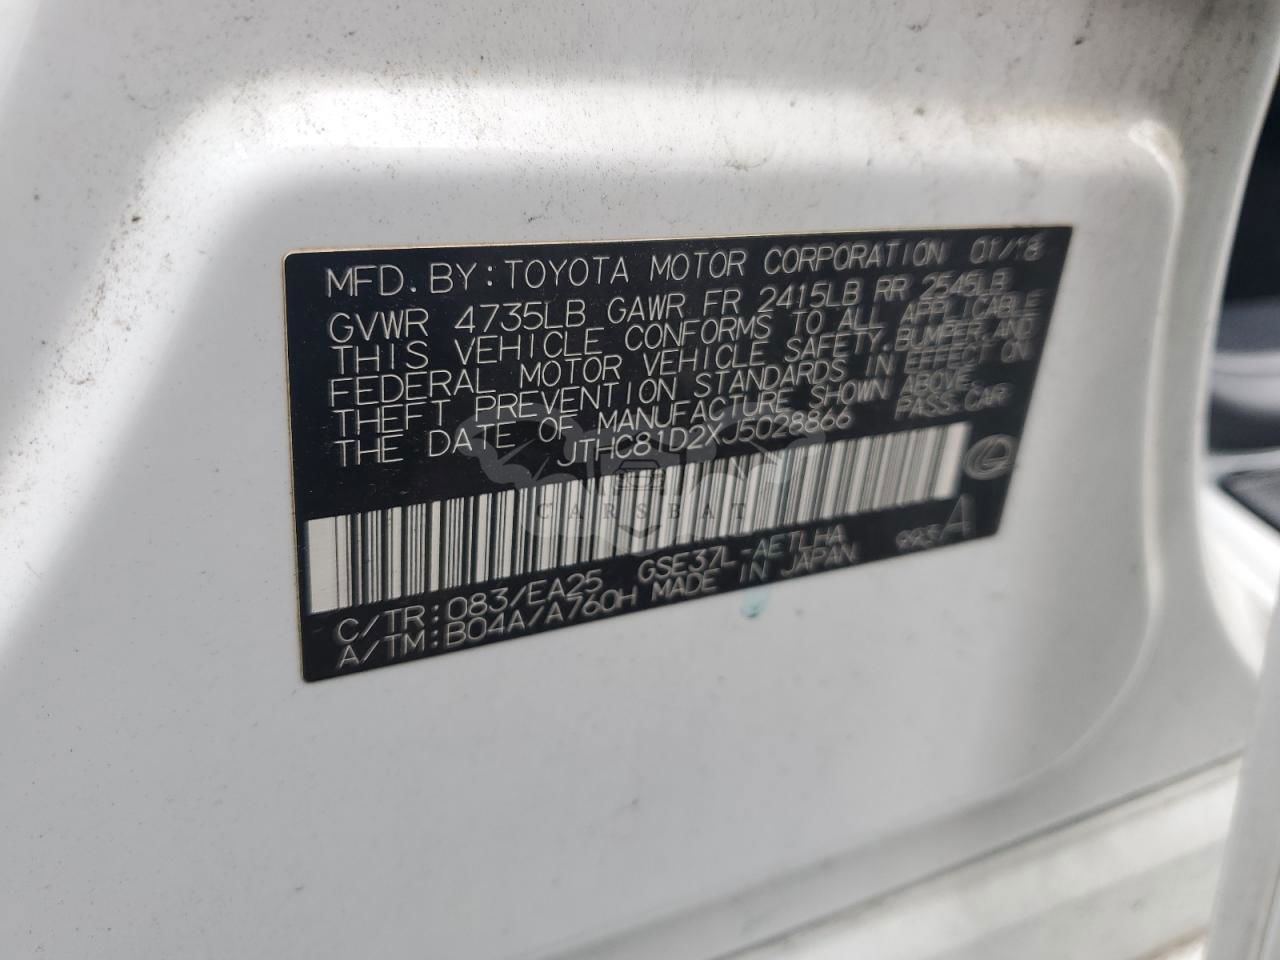 MFD. BY: TOYOTA MOTOR CORPORATION 01/18
GVWR 4735LB GAWR FR 2415LB RR 2545LB
THIS VEHICLE CONFORMS TO ALL APPLICABLE
FEDERAL MOTOR VEHICLE SAFETY, BUMPER, AND
THEFT PREVENTION STANDARDS IN EFFECT ON
THE DATE OF MANUFACTURE SHOWN ABOVE.
JTHC81D2XJ5028866 PASS.CAR
CARSBAT
C/TR:083/EA25 GSE37L-AETLHA 993A
A/TM:B04A/A760H MADE IN JAPAN